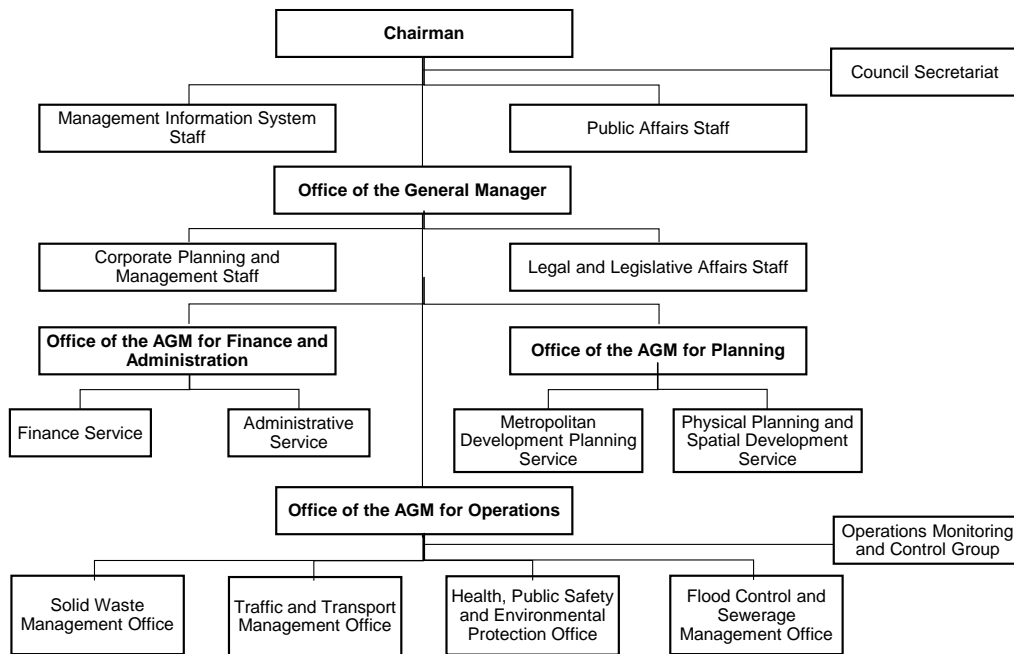 Chairman
Council Secretariat
Management Information System
Staff
Public Affairs Staff
Office of the General Manager
Corporate Planning and
Management Staff
Legal and Legislative Affairs Staff
Office of the AGM for Finance and
Administration
Office of the AGM for Planning
Finance Service
Administrative
Service
Metropolitan
Development Planning
Service
Physical Planning and
Spatial Development
Service
Office of the AGM for Operations
Operations Monitoring
and Control Group
Solid Waste
Management Office
Traffic and Transport
Management Office
Health, Public Safety
and Environmental
Protection Office
Flood Control and
Sewerage
Management Office